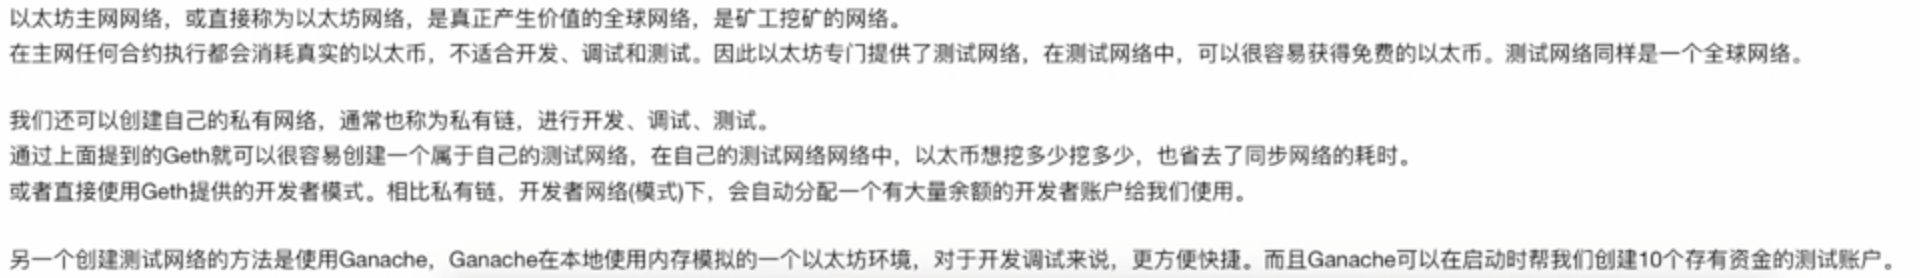 以太坊主网网络，或直接称为以太坊网络，是真正产生价值的全球网络，是矿工挖矿的网络。
在主网任何合约执行都会消耗真实的以太币，不适合开发、调试和测试。因此以太坊专门提供了测试网络，在测试网络中，可以很容易获得免费的以太币。测试网络同样是一个全球网络。
我们还可以创建自己的私有网络，通常也称为私有链，进行开发、调试、测试。
通过上面提到的Geth就可以很容易创建一个属于自己的测试网络，在自己的测试网络网络中，以太币想挖多少挖多少，也省去了同步网络的耗时。
或者直接使用Geth提供的开发者模式。相比私有链，开发者网络(模式)下，会自动分配一个有大量余额的开发者账户给我们使用。
另一个创建测试网络的方法是使用Ganache，Ganache在本地使用内存模拟的一个以太坊环境，对于开发调试来说，更方便快捷。而且Ganache可以在启动时帮我们创建10个存有资金的测试账户。